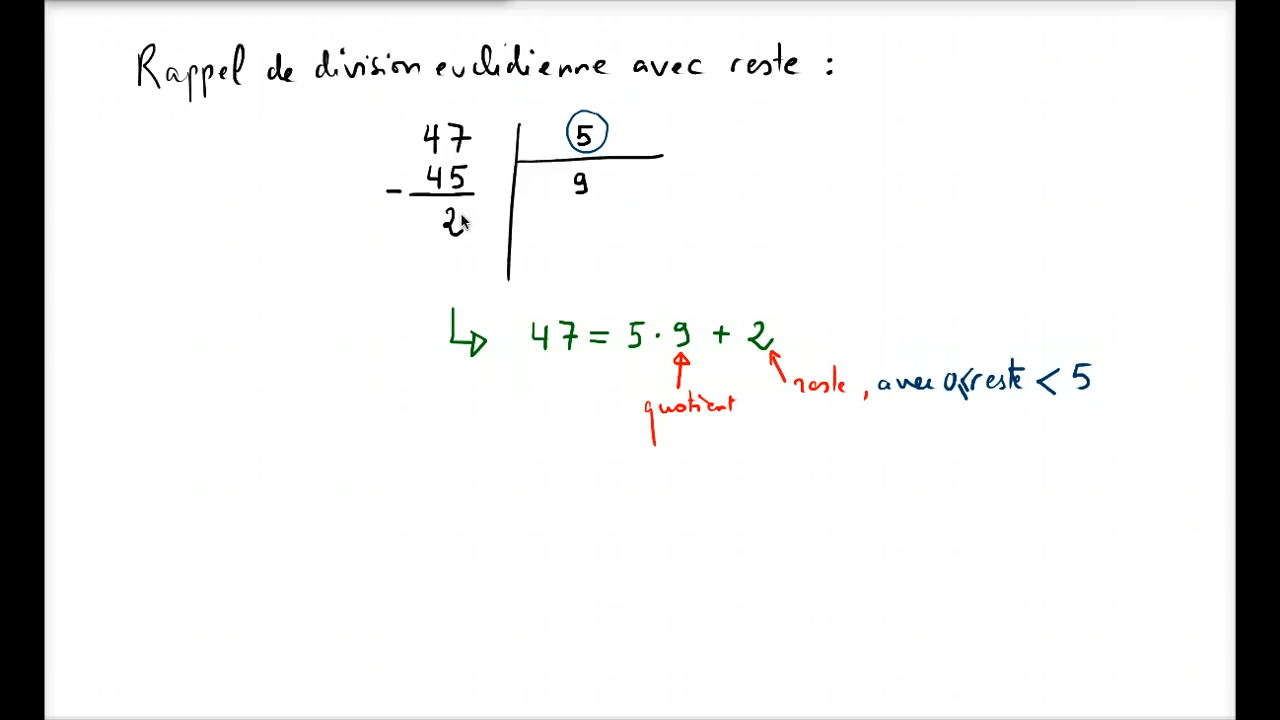 Rappel de division euclidienne avec reste :
47 | 5
- 45 | 9
2
47 = 5 · 9 + 2
reste , avec 0 ≤ reste < 5
quotient